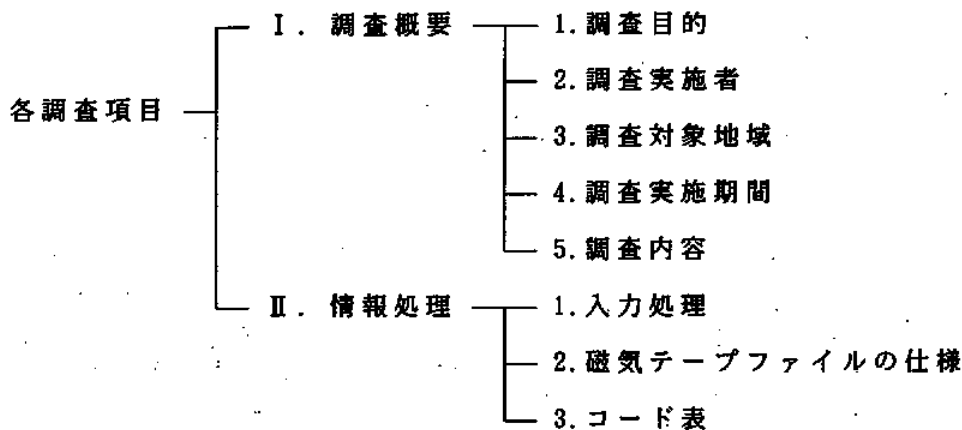 Ⅰ. 調査概要
1.調査目的
2.調査実施者
各調査項目
3.調査対象地域
4.調査実施期間
5.調査内容
Ⅱ. 情報処理
1.入力処理
2.磁気テープファイルの仕様
3.コード表